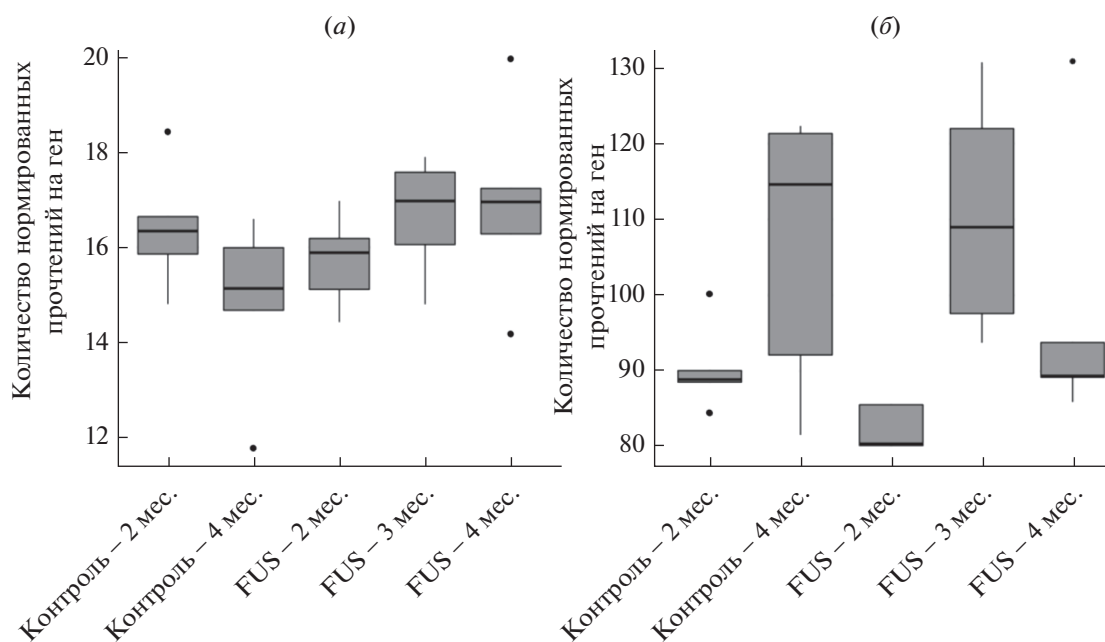 (а)
Количество нормированных
прочтений на ген
20
18
16
14
12
Контроль – 2 мес.
Контроль – 4 мес.
FUS – 2 мес.
FUS – 3 мес.
FUS – 4 мес.
(б)
Количество нормированных
прочтений на ген
130
120
110
100
90
80
Контроль – 2 мес.
Контроль – 4 мес.
FUS – 2 мес.
FUS – 3 мес.
FUS – 4 мес.